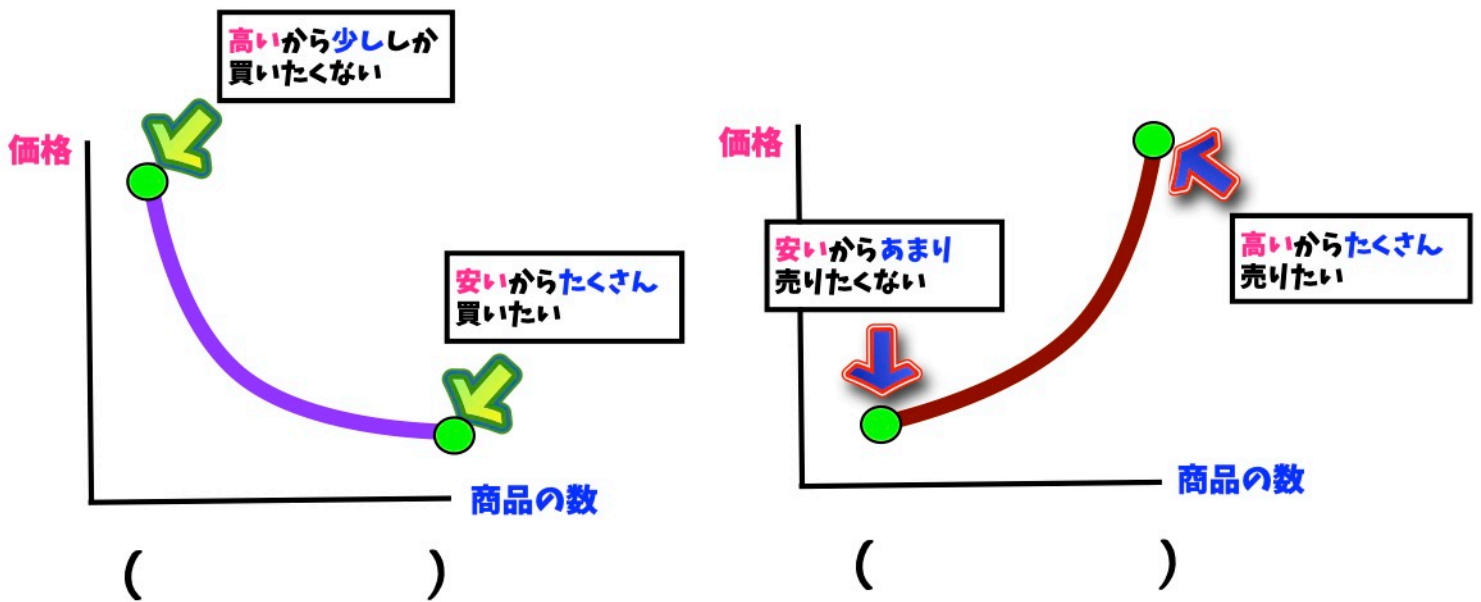 高いから少ししか
買いたくない
価格
安いからたくさん
買いたい
商品の数
(                    )
価格
安いからあまり
売りたくない
高いからたくさん
売りたい
商品の数
(                    )